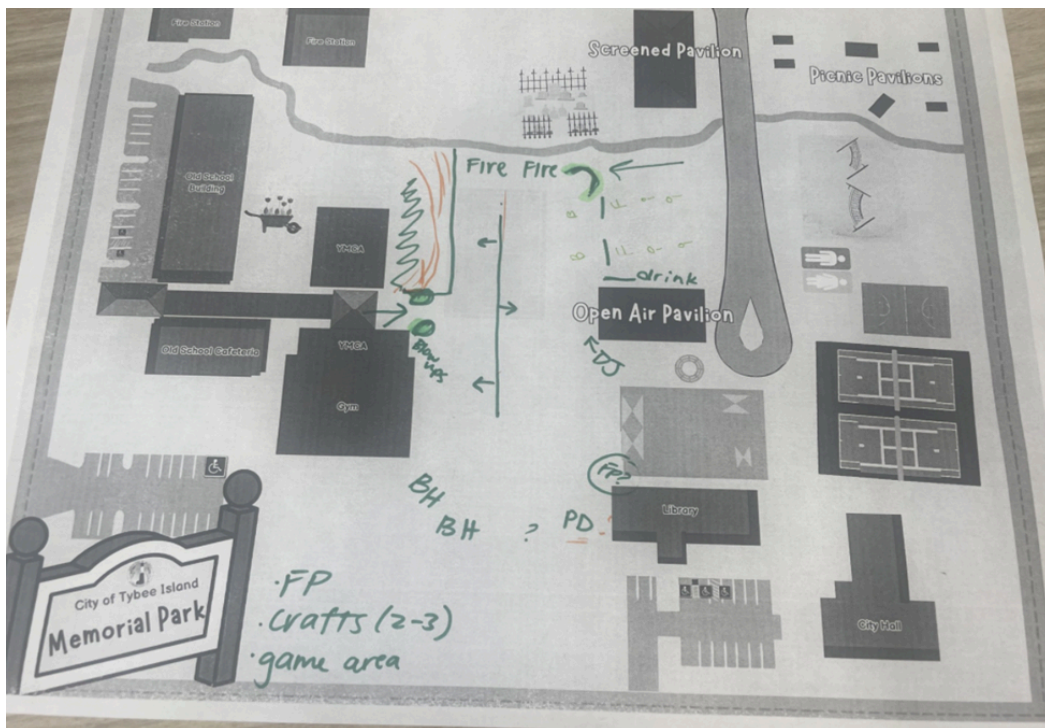 Fire Station
Fire Station
Screened Pavilion
Picnic Pavilions
Old School
Building
Fire Fire
YMCA
B F
B F
drink
Open Air Pavilion
DJ
YMCA
Old School Cafeteria
Gym
BH
FP?
BH ? PD.
Library
City of Tybee Island
Memorial Park
City Hall
·FP
·crafts (2-3)
·game area